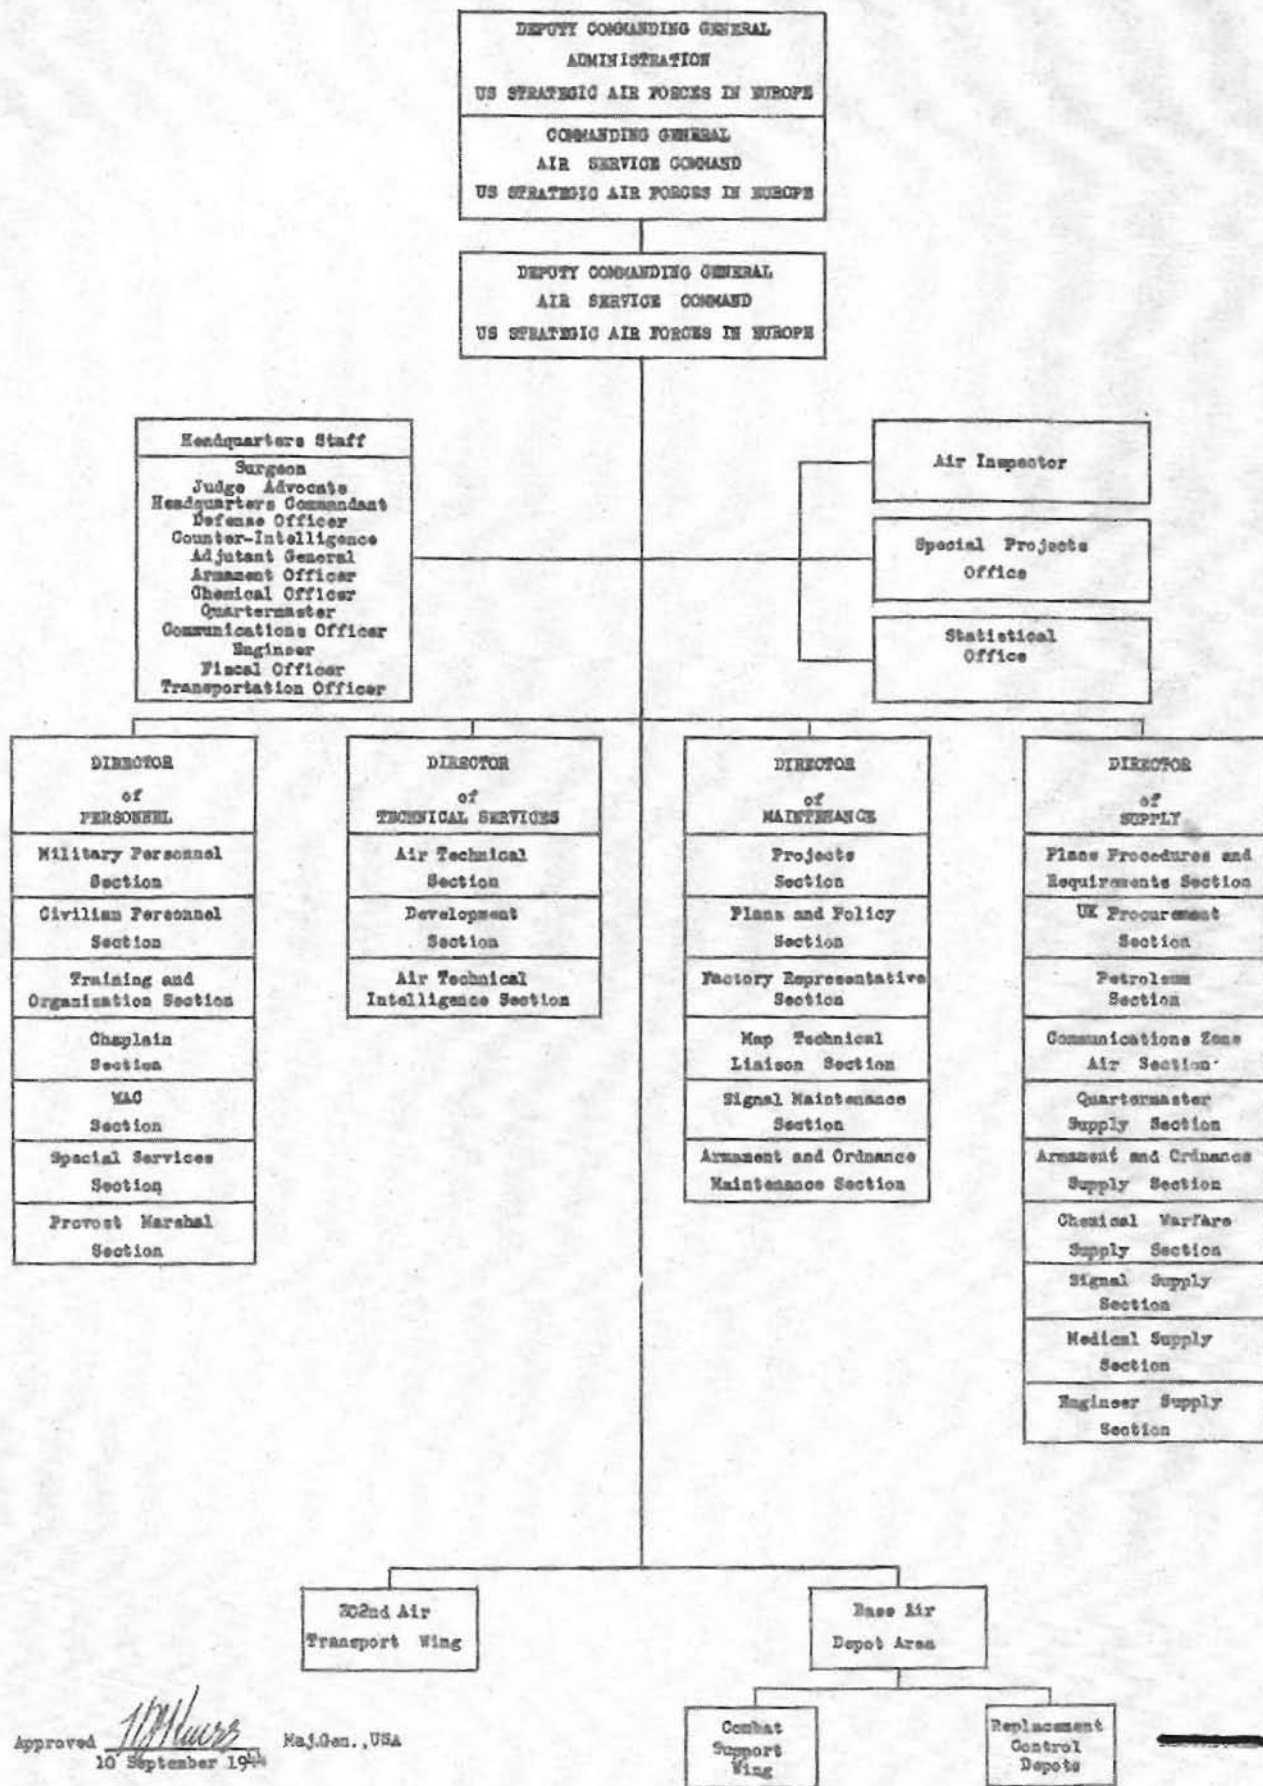 DEPUTY COMMANDING GENERAL
ADMINISTRATION
US STRATEGIC AIR FORCES IN EUROPE
COMMANDING GENERAL
AIR SERVICE COMMAND
US STRATEGIC AIR FORCES IN EUROPE
DEPUTY COMMANDING GENERAL
AIR SERVICE COMMAND
US STRATEGIC AIR FORCES IN EUROPE
Headquarters Staff
Surgeon
Judge Advocate
Headquarters Commandant
Defense Officer
Counter-Intelligence
Adjutant General
Armament Officer
Chemical Officer
Quartermaster
Communications Officer
Engineer
Fiscal Officer
Transportation Officer
Air Inspector
Special Projects
Office
Statistical
Office
DIRECTOR
of
PERSONNEL
Military Personnel
Section
Civilian Personnel
Section
Training and
Organization Section
Chaplain
Section
WAC
Section
Special Services
Section
Provost Marshal
Section
DIRECTOR
of
TECHNICAL SERVICES
Air Technical
Section
Development
Section
Air Technical
Intelligence Section
DIRECTOR
of
MAINTENANCE
Projects
Section
Plans and Policy
Section
Factory Representative
Section
Map Technical
Liaison Section
Signal Maintenance
Section
Armament and Ordnance
Maintenance Section
DIRECTOR
of
SUPPLY
Plans Procedures and
Requirements Section
UK Procurement
Section
Petroleum
Section
Communications Zone
Air Section
Quartermaster
Supply Section
Armament and Ordnance
Supply Section
Chemical Warfare
Supply Section
Signal Supply
Section
Medical Supply
Section
Engineer Supply
Section
302nd Air
Transport Wing
Base Air
Depot Area
Combat
Support
Wing
Replacement
Control
Depots
Approved
Maj.Gen.,USA
10 September 1944